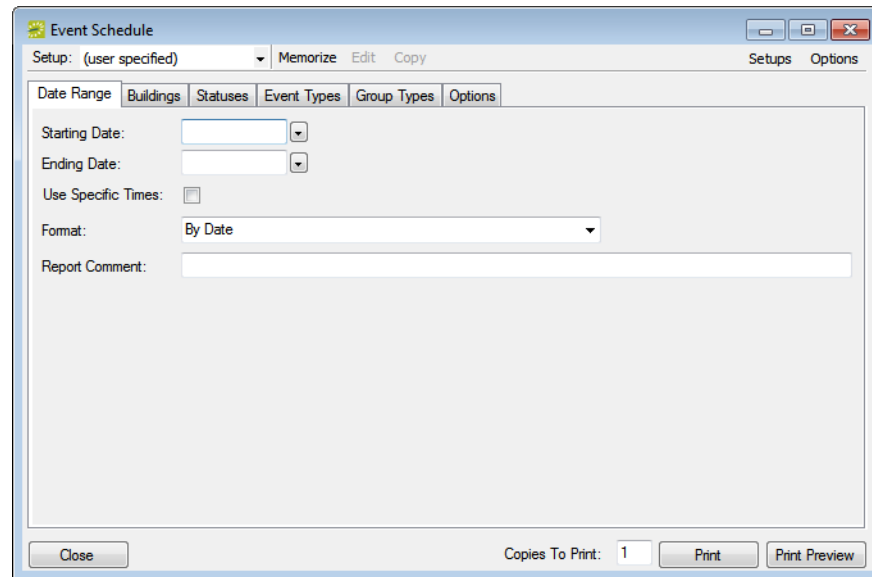 Event Schedule
Setup: (user specified) Memorize Edit Copy Setups Options
Date Range Buildings Statuses Event Types Group Types Options
Starting Date:
Ending Date:
Use Specific Times:
Format: By Date
Report Comment:
Close Copies To Print: 1 Print Print Preview